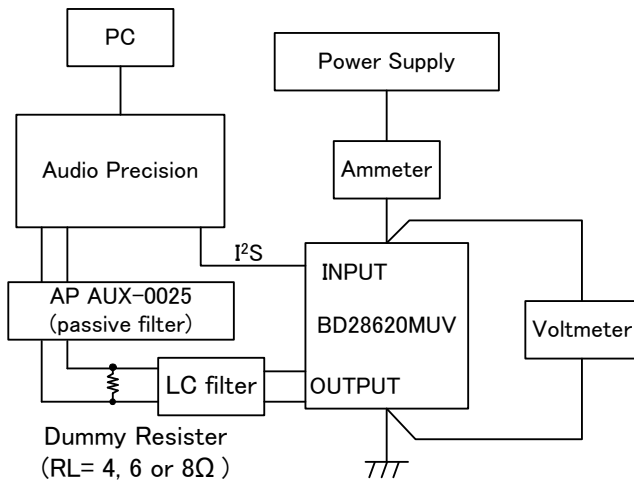 PC
Power Supply
Audio Precision
Ammeter
I²S
INPUT
AP AUX-0025
(passive filter)
BD28620MUV
Voltmeter
LC filter
OUTPUT
Dummy Resister
(RL= 4, 6 or 8Ω )